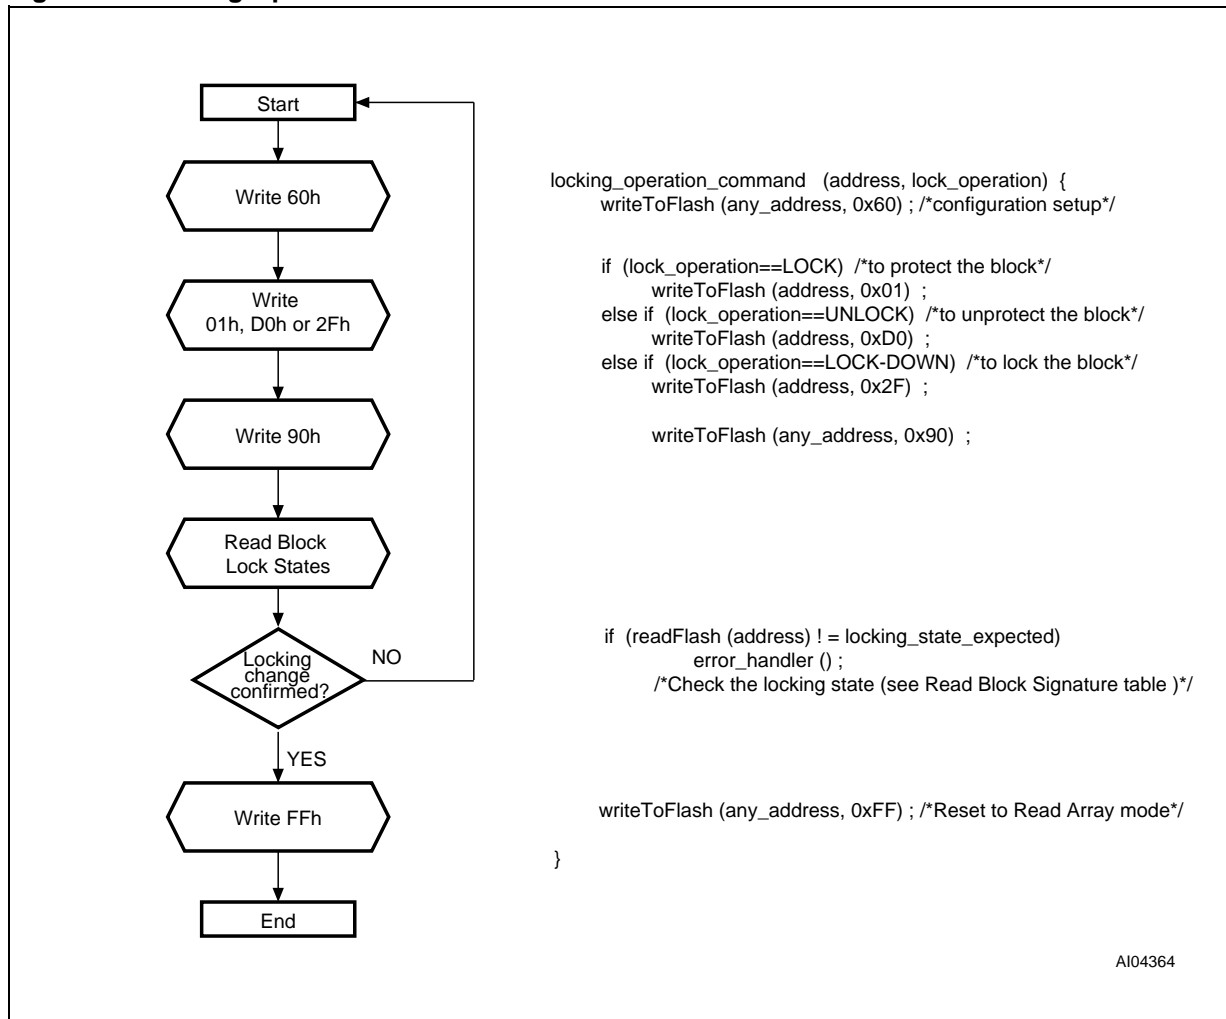 Start
Write 60h
locking_operation_command (address, lock_operation) {
writeToFlash (any_address, 0x60) ; /*configuration setup*/
if (lock_operation==LOCK) /*to protect the block*/
writeToFlash (address, 0x01) ;
else if (lock_operation==UNLOCK) /*to unprotect the block*/
writeToFlash (address, 0xD0) ;
else if (lock_operation==LOCK-DOWN) /*to lock the block*/
writeToFlash (address, 0x2F) ;
Write
01h, D0h or 2Fh
writeToFlash (any_address, 0x90) ;
Write 90h
Read Block
Lock States
Locking
change
confirmed?
NO
if (readFlash (address) ! = locking_state_expected)
error_handler () ;
/*Check the locking state (see Read Block Signature table )*/
YES
Write FFh
writeToFlash (any_address, 0xFF) ; /*Reset to Read Array mode*/
}
End
AI04364